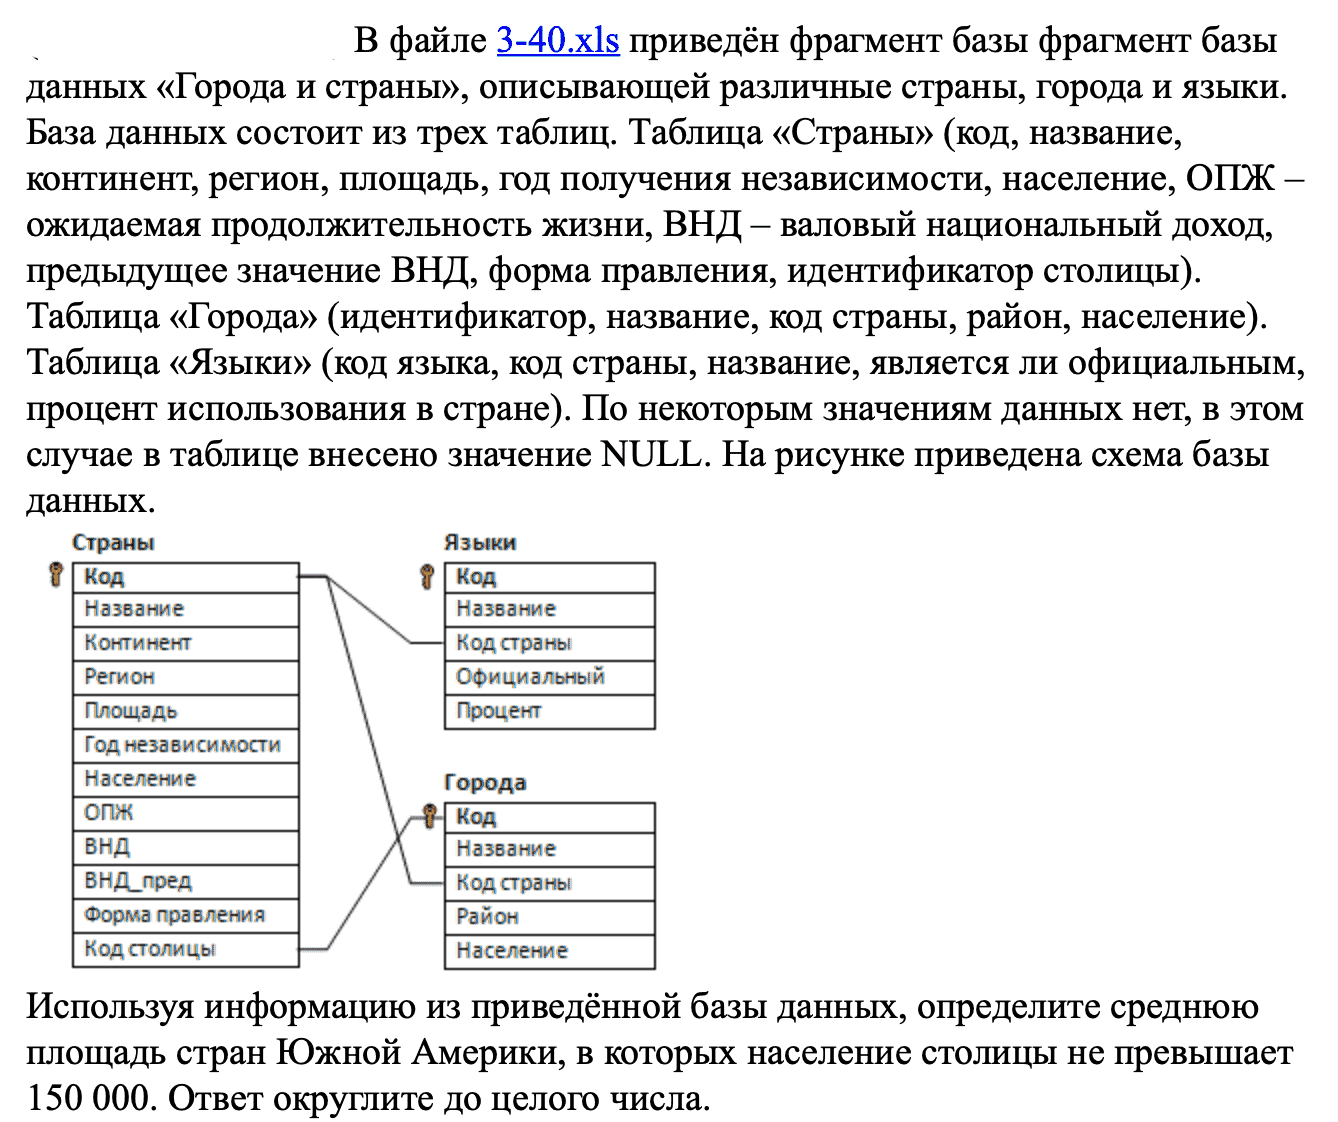 В файле 3-40.xls приведён фрагмент базы фрагмент базы
данных «Города и страны», описывающей различные страны, города и языки.
База данных состоит из трех таблиц. Таблица «Страны» (код, название,
континент, регион, площадь, год получения независимости, население, ОПЖ –
ожидаемая продолжительность жизни, ВНД – валовый национальный доход,
предыдущее значение ВНД, форма правления, идентификатор столицы).
Таблица «Города» (идентификатор, название, код страны, район, население).
Таблица «Языки» (код языка, код страны, название, является ли официальным,
процент использования в стране). По некоторым значениям данных нет, в этом
случае в таблице внесено значение NULL. На рисунке приведена схема базы
данных.
Страны
Код
Название
Континент
Регион
Площадь
Год независимости
Население
ОПЖ
ВНД
ВНД_пред
Форма правления
Код столицы
Языки
Код
Название
Код страны
Официальный
Процент
Города
Код
Название
Код страны
Район
Население
Используя информацию из приведённой базы данных, определите среднюю
площадь стран Южной Америки, в которых население столицы не превышает
150 000. Ответ округлите до целого числа.